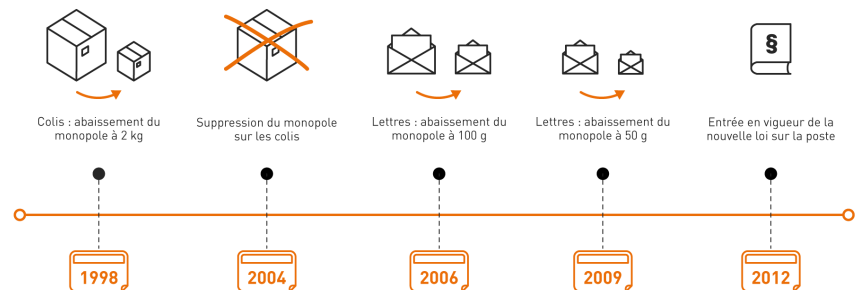 §
Colis : abaissement du
monopole à 2 kg
Suppression du monopole
sur les colis
Lettres : abaissement du
monopole à 100 g
Lettres : abaissement du
monopole à 50 g
Entrée en vigueur de la
nouvelle loi sur la poste
1998
2004
2006
2009
2012